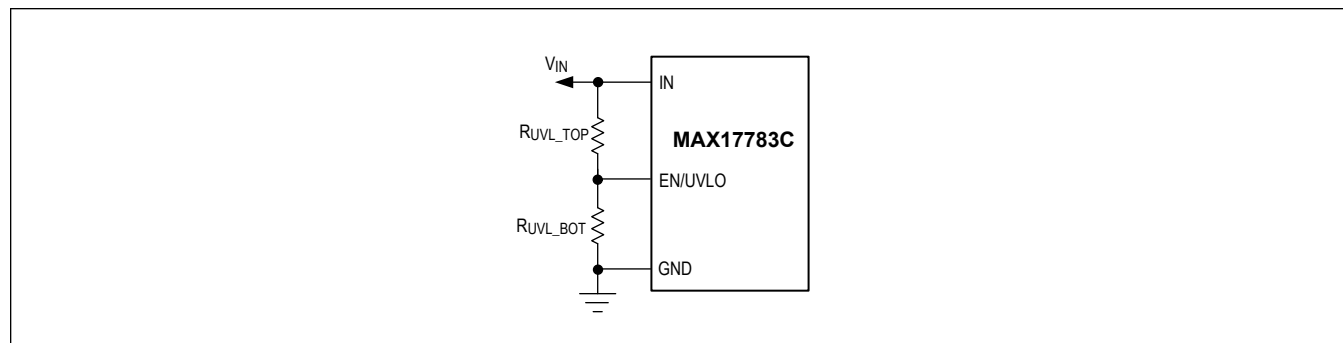 VIN
IN
RUVL_TOP
MAX17783C
EN/UVLO
RUVL_BOT
GND